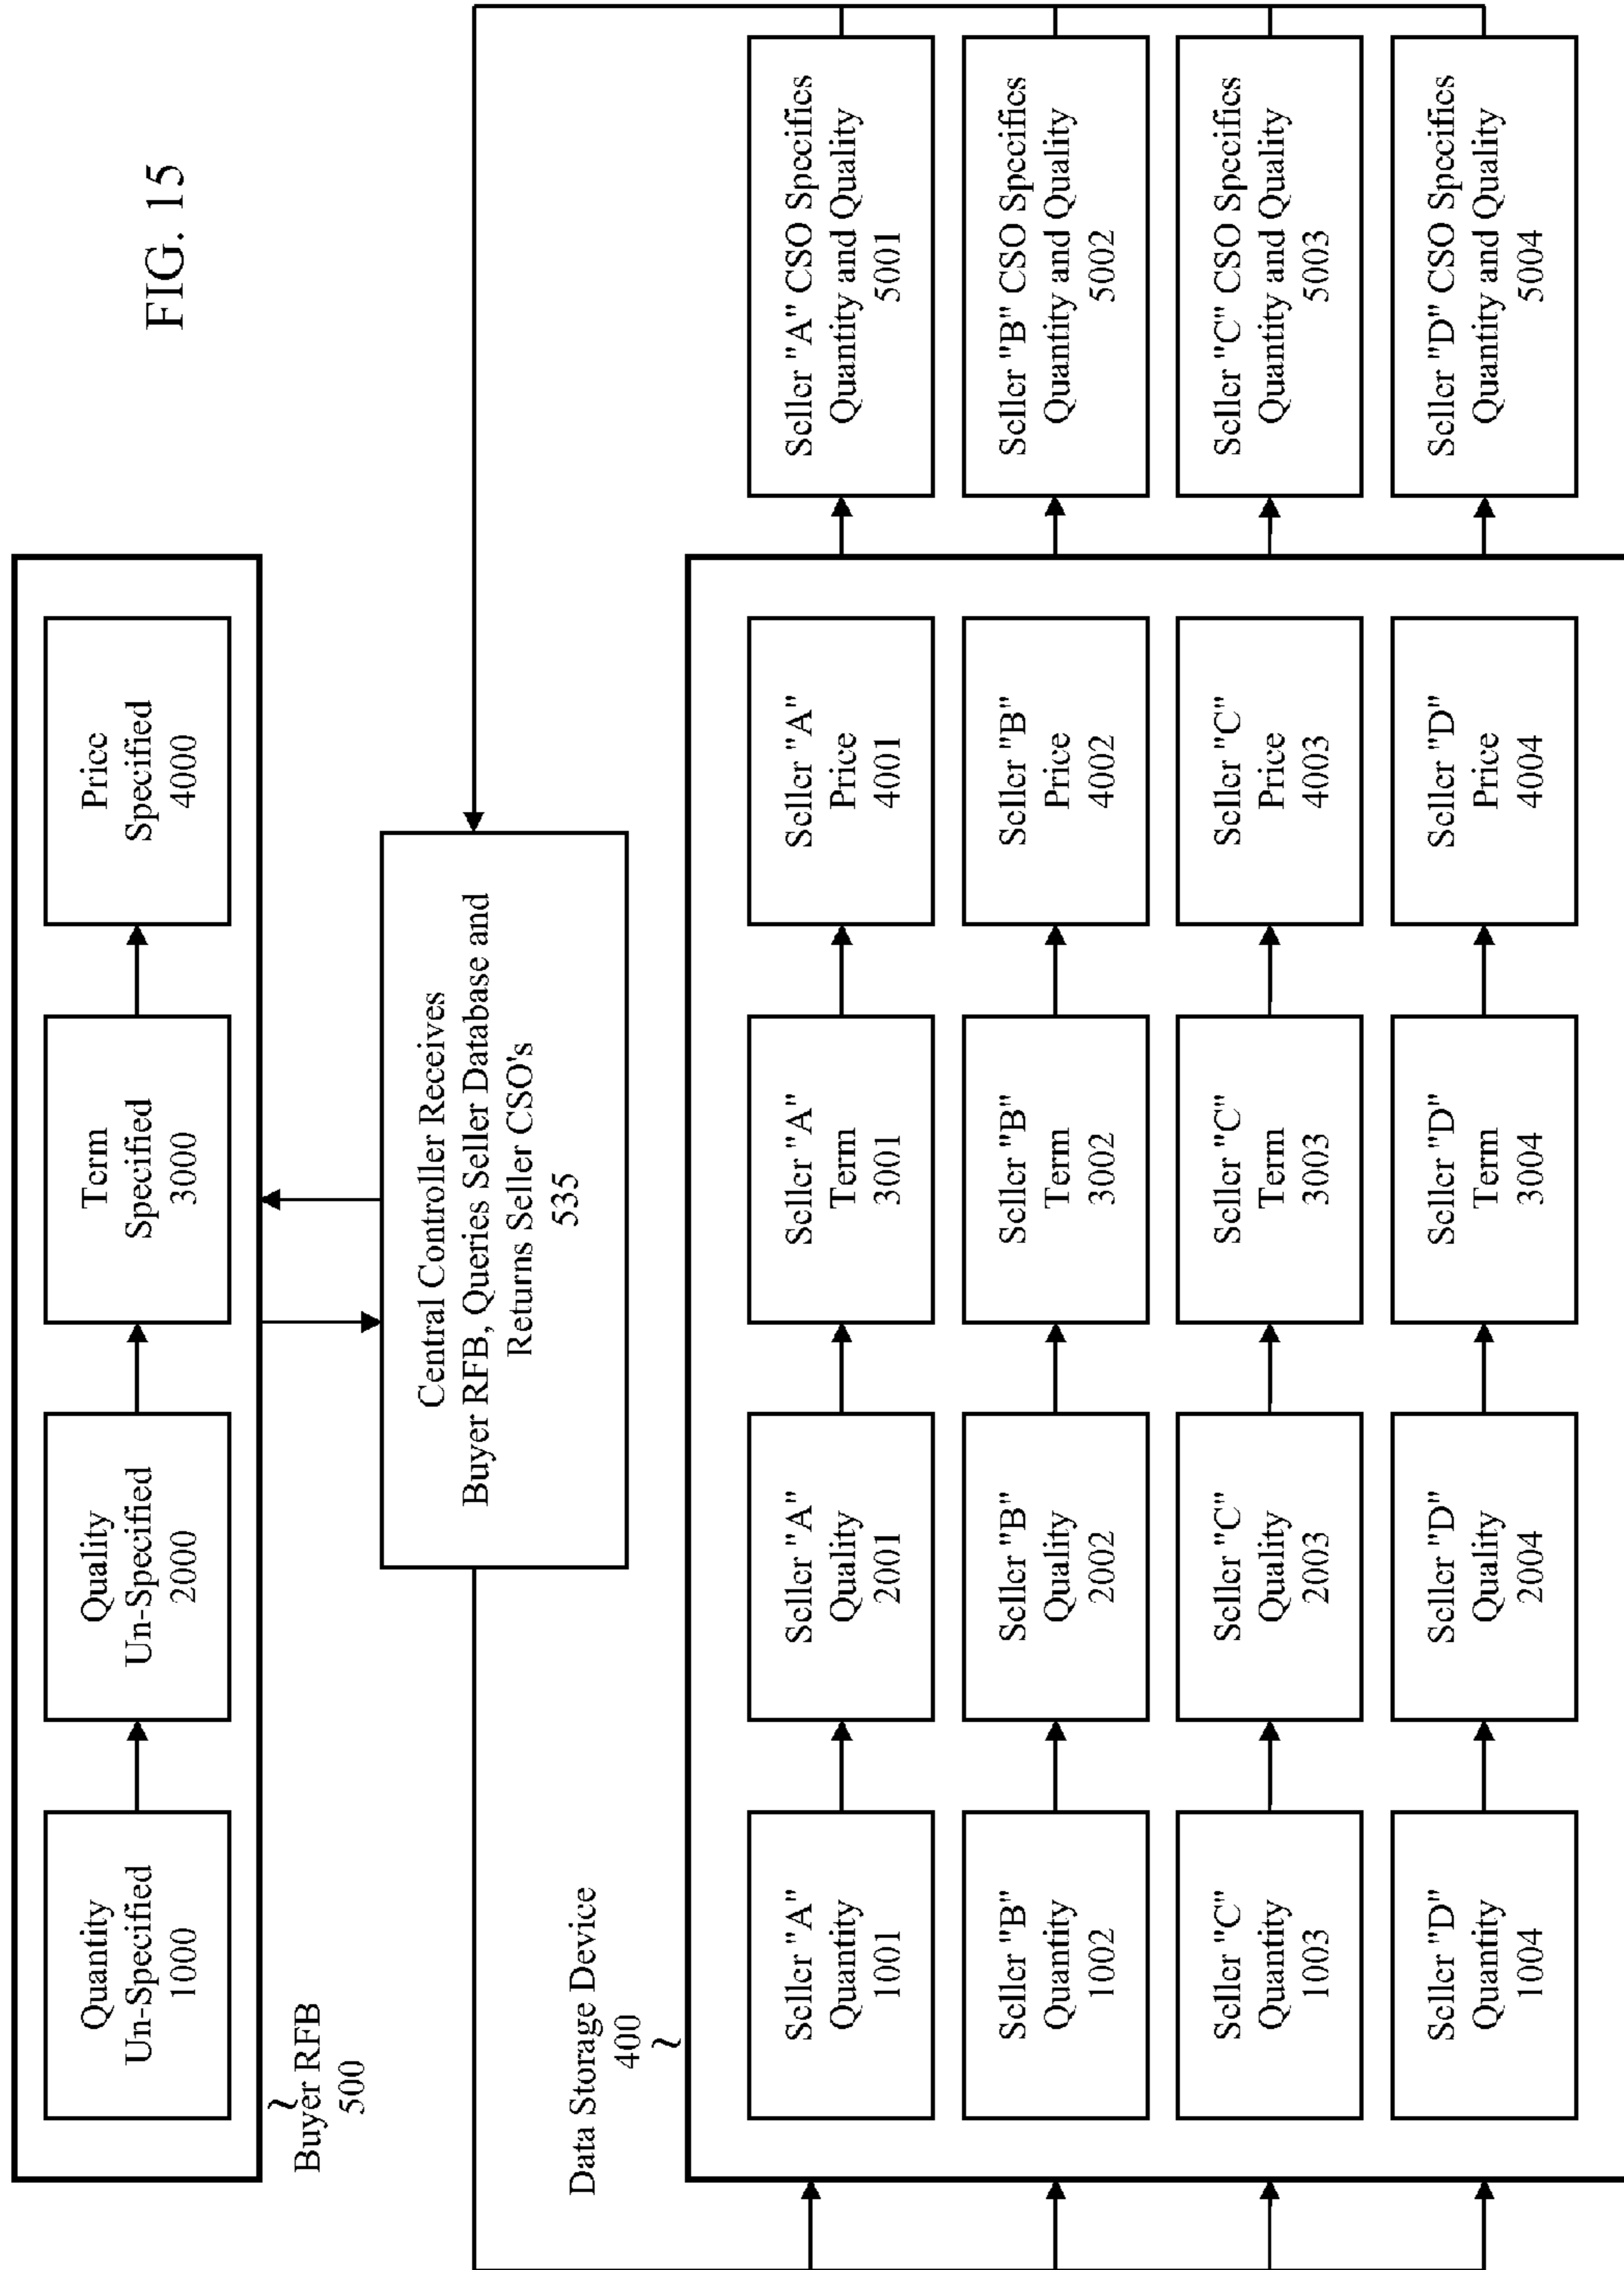 FIG. 15
Quantity
Un-Specified
1000
Quality
Un-Specified
2000
Term
Specified
3000
Price
Specified
4000
Buyer RFB
500
Central Controller Receives
Buyer RFB, Queries Seller Database and
Returns Seller CSO's
535
Data Storage Device
400
Seller "A"
Quantity
1001
Seller "A"
Quality
2001
Seller "A"
Term
3001
Seller "A"
Price
4001
Seller "A" CSO Specifics
Quantity and Quality
5001
Seller "B"
Quantity
1002
Seller "B"
Quality
2002
Seller "B"
Term
3002
Seller "B"
Price
4002
Seller "B" CSO Specifics
Quantity and Quality
5002
Seller "C"
Quantity
1003
Seller "C"
Quality
2003
Seller "C"
Term
3003
Seller "C"
Price
4003
Seller "C" CSO Specifics
Quantity and Quality
5003
Seller "D"
Quantity
1004
Seller "D"
Quality
2004
Seller "D"
Term
3004
Seller "D"
Price
4004
Seller "D" CSO Specifics
Quantity and Quality
5004